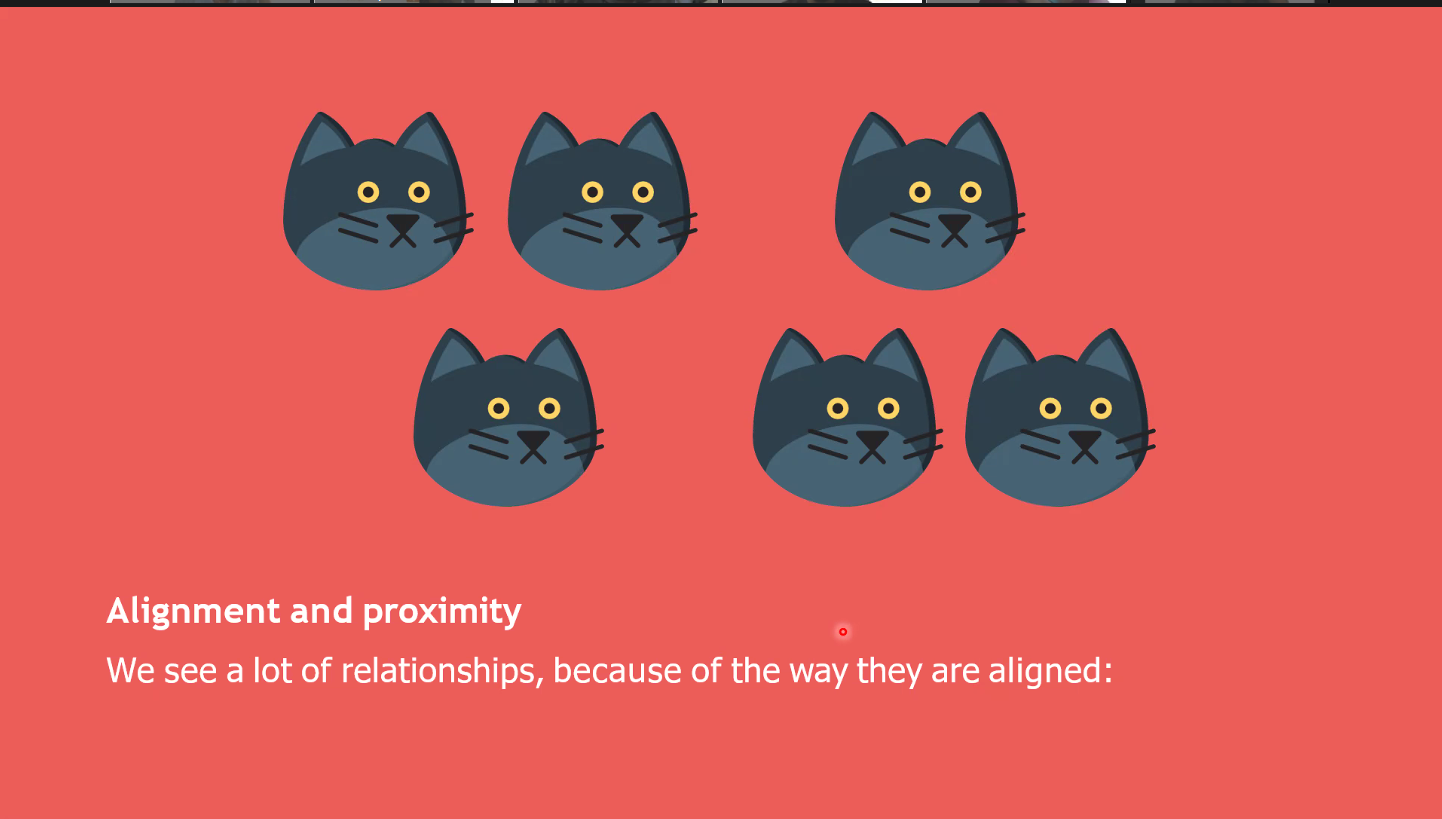 Alignment and proximity
We see a lot of relationships, because of the way they are aligned: